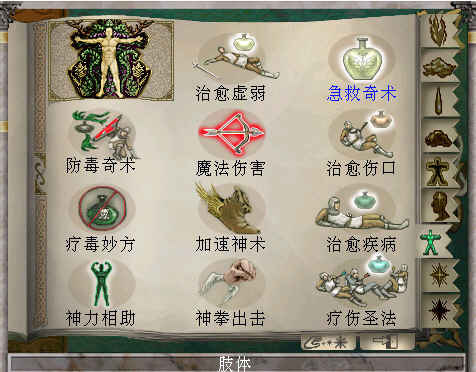 治愈虚弱 急救奇术
防毒奇术 魔法伤害 治愈伤口
疗毒妙方 加速神术 治愈疾病
神力相助 神拳出击 疗伤圣法
肢体